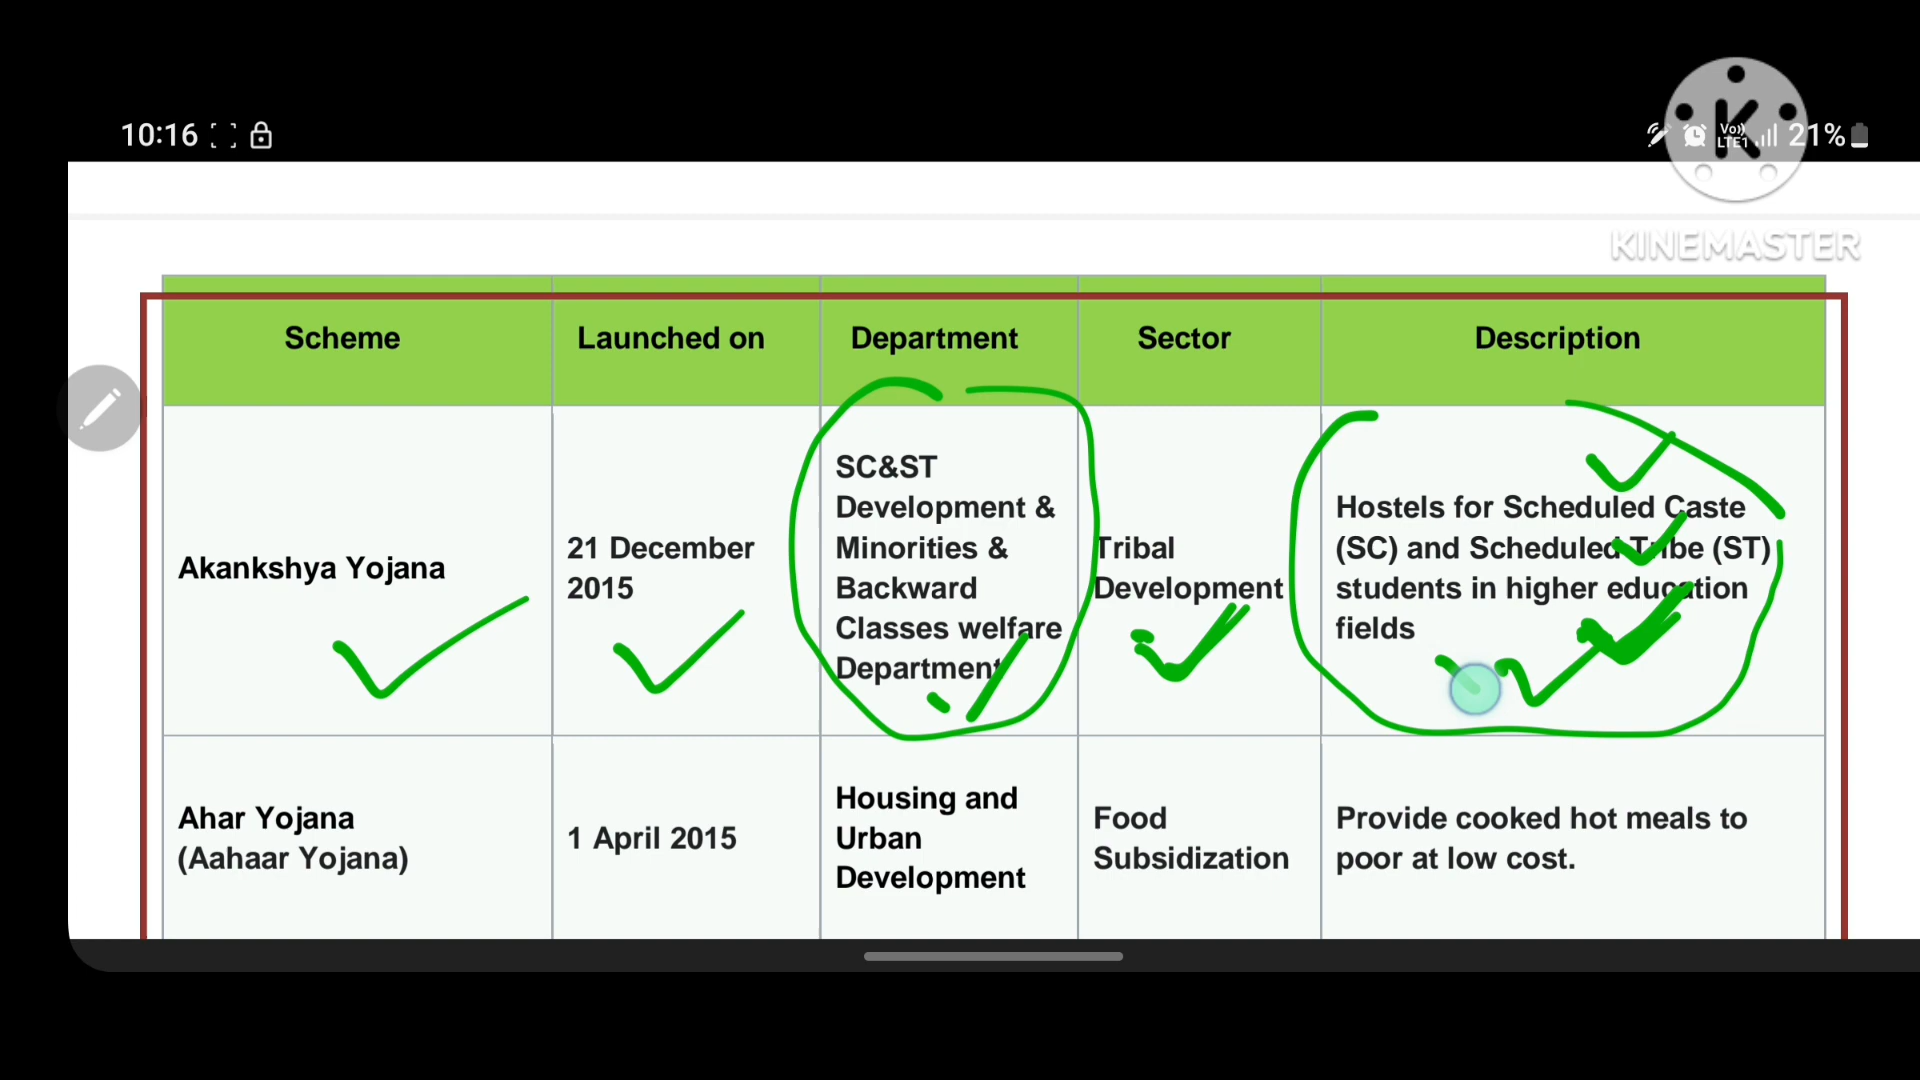 10:16
Vo))
LTE1
21%
K
KINEMASTER
Scheme
Launched on
Department
Sector
Description
Akankshya Yojana
21 December
2015
SC&ST
Development &
Minorities &
Backward
Classes welfare
Department
Tribal
Development
Hostels for Scheduled Caste
(SC) and Scheduled Tribe (ST)
students in higher education
fields
Ahar Yojana
(Aahaar Yojana)
1 April 2015
Housing and
Urban
Development
Food
Subsidization
Provide cooked hot meals to
poor at low cost.